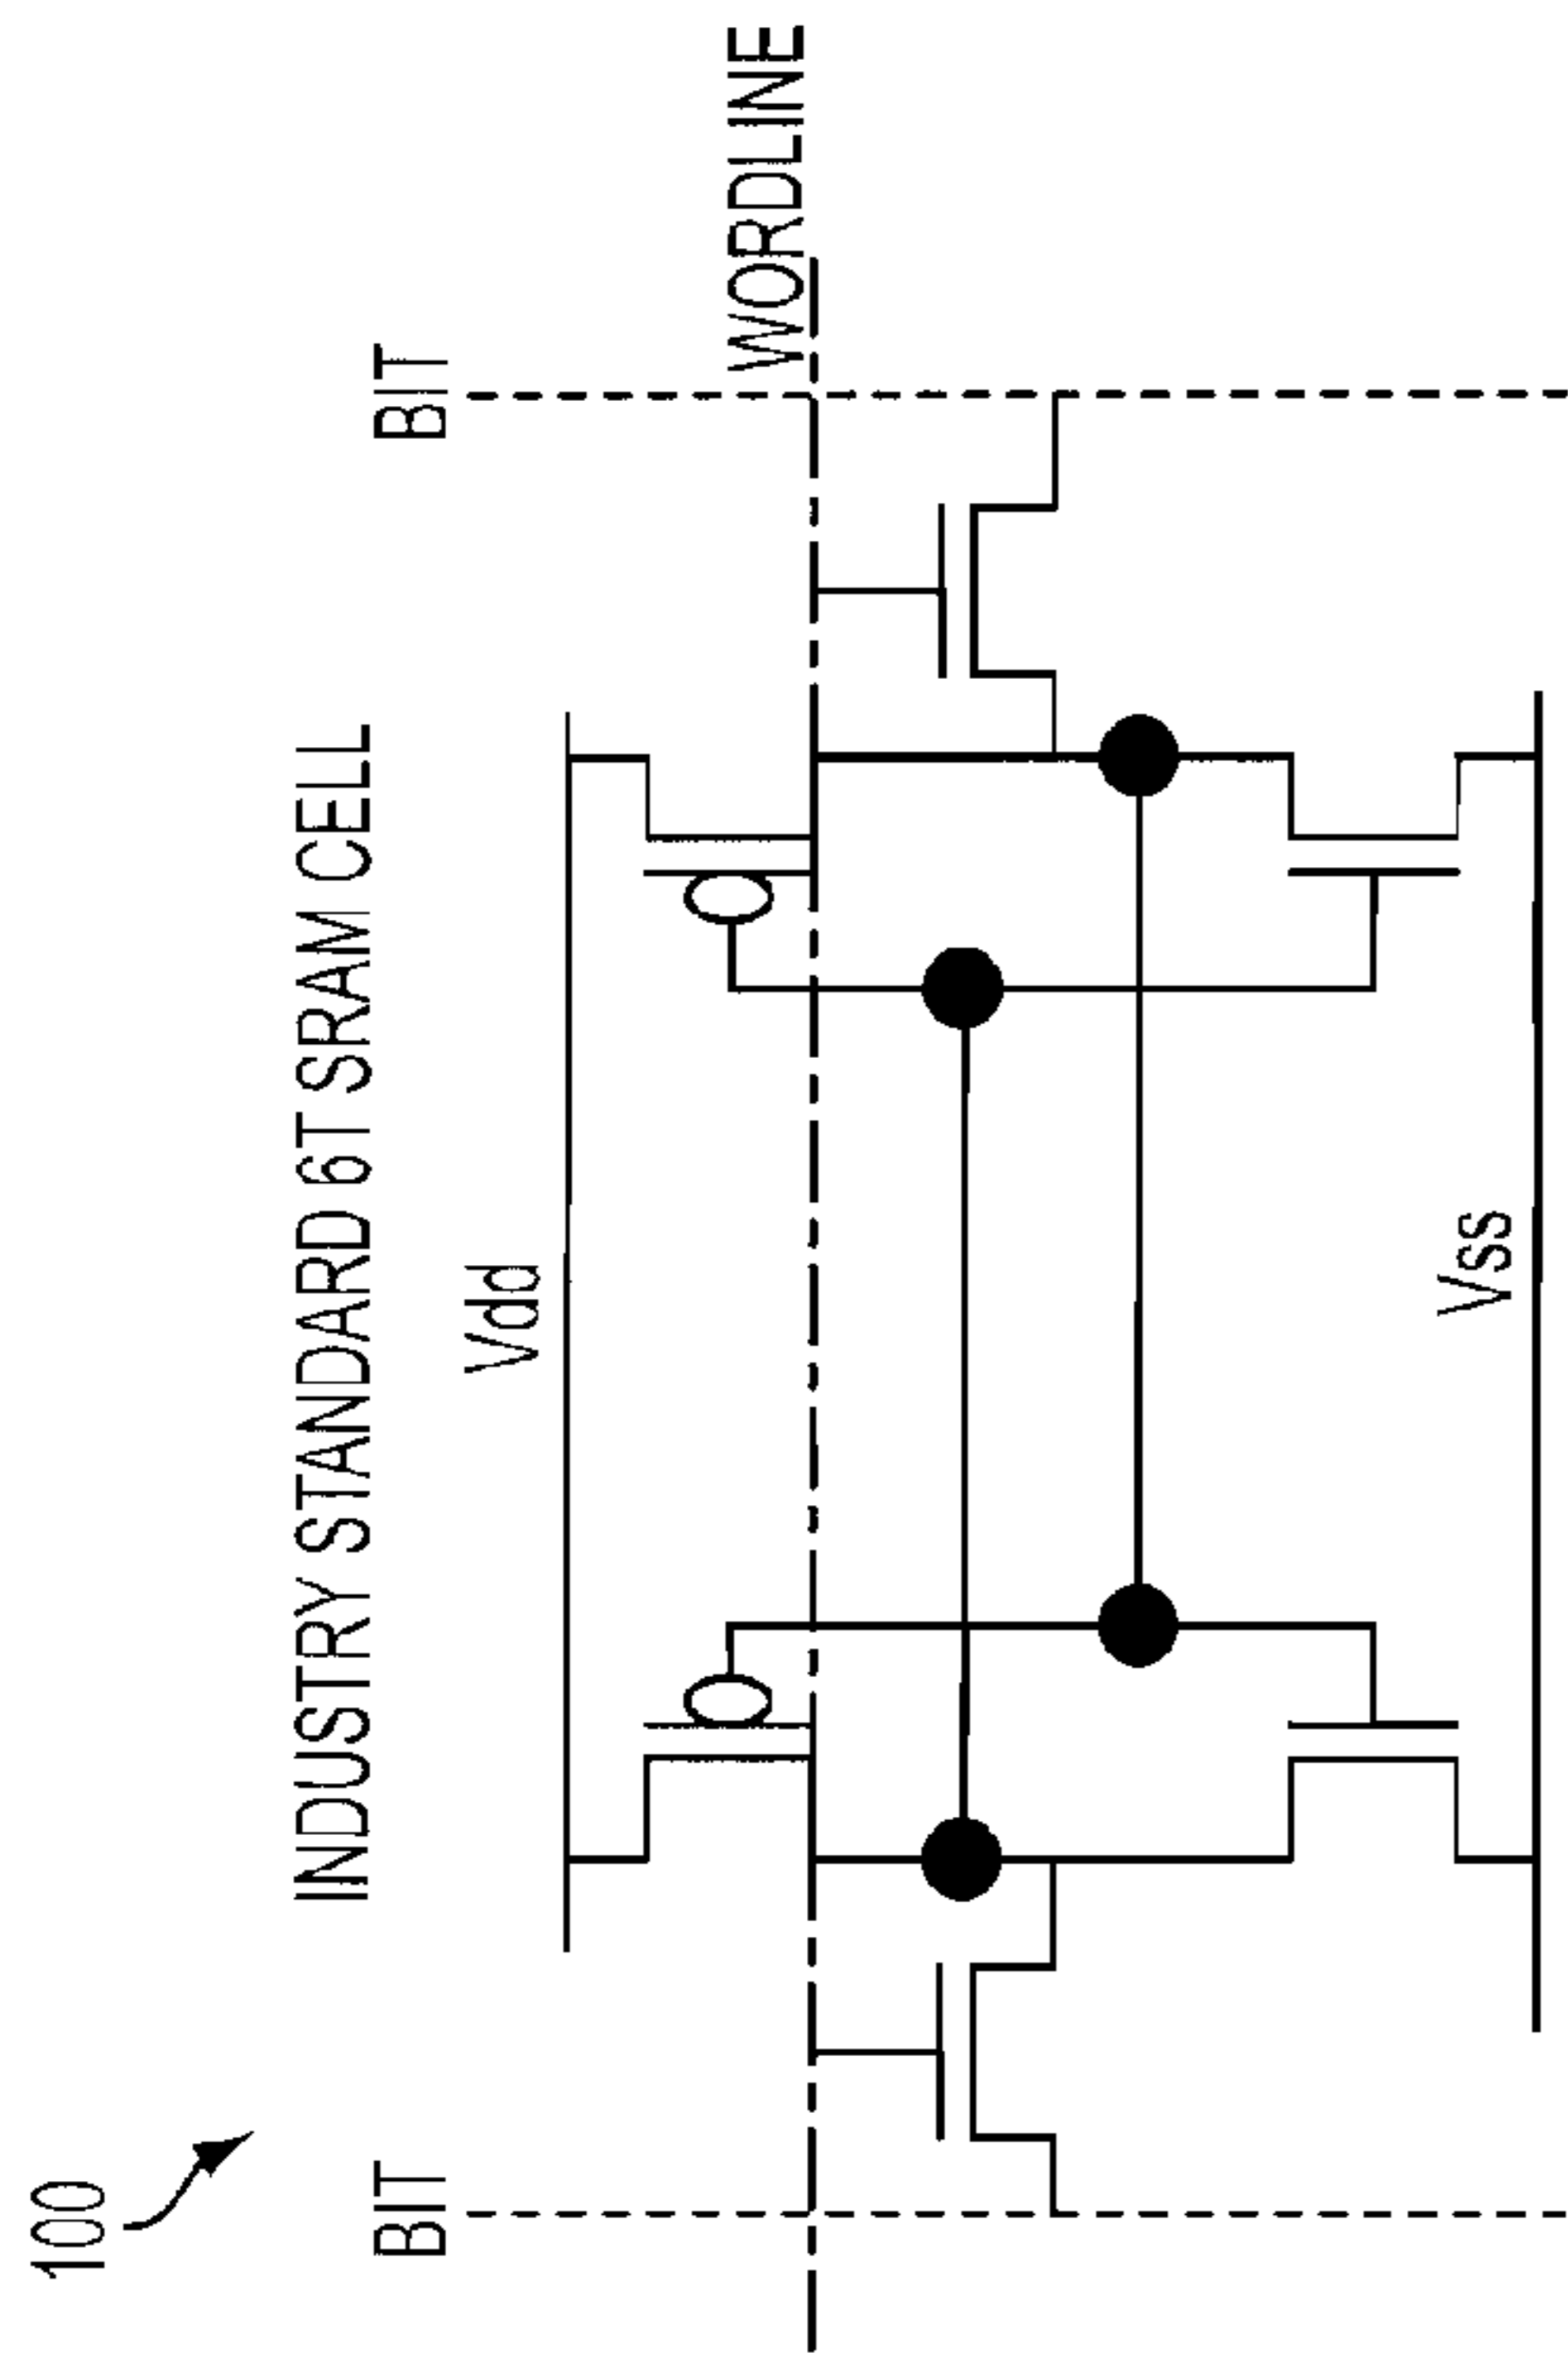 100
INDUSTRY STANDARD 6T SRAM CELL
BIT
BIT
Vdd
WORDLINE
Vss